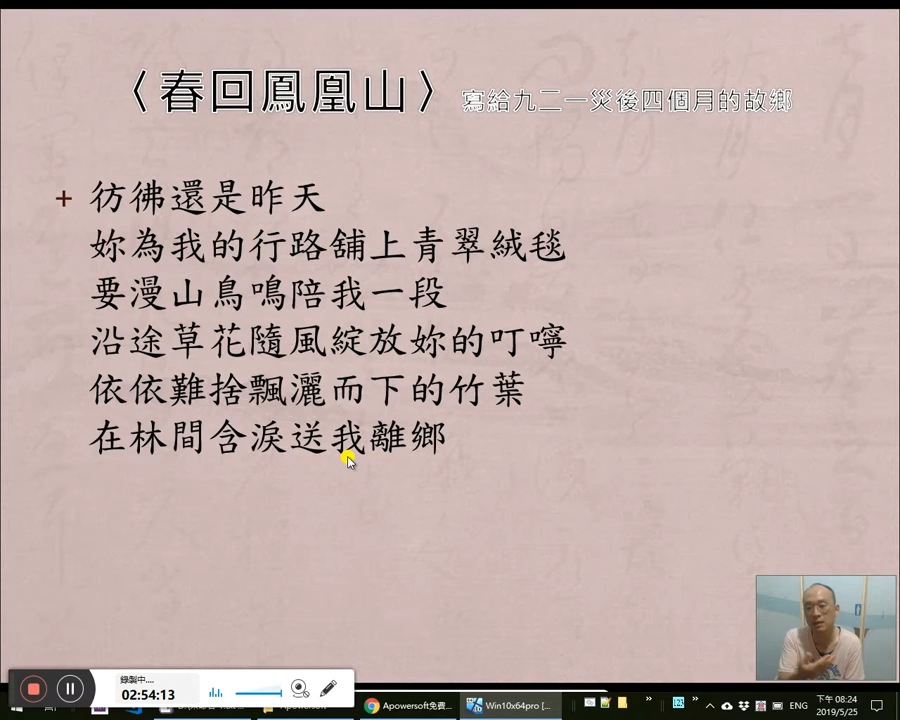 〈春回鳳凰山〉寫給九二一災後四個月的故鄉
+ 彷彿還是昨天
妳為我的行路舖上青翠絨毯
要漫山鳥鳴陪我一段
沿途草花隨風綻放妳的叮嚀
依依難捨飄灑而下的竹葉
在林間含淚送我離鄉
錄製中....
02:54:13
Apowersoft免費...
Win10x64pro [...
ENG
下午 08:24
2019/5/25